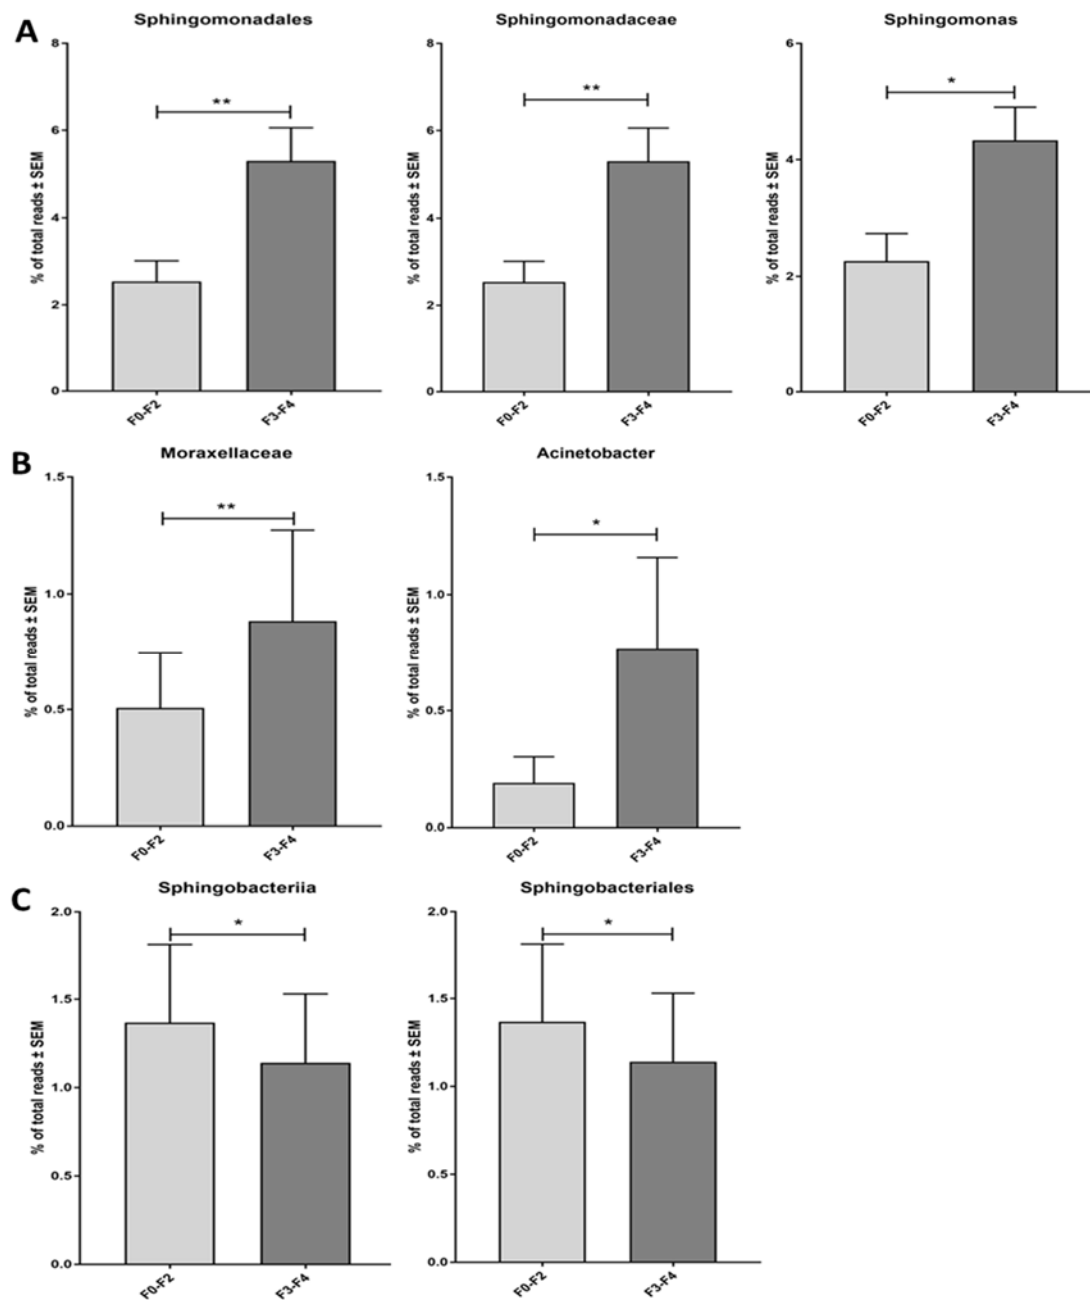 A
Sphingomonadales
% of total reads ± SEM
8
6
4
2
0
**
F0-F2
F3-F4
Sphingomonadaceae
% of total reads ± SEM
8
6
4
2
0
**
F0-F2
F3-F4
Sphingomonas
% of total reads ± SEM
6
4
2
0
*
F0-F2
F3-F4
B
Moraxellaceae
% of total reads ± SEM
1.5
1.0
0.5
0.0
**
F0-F2
F3-F4
Acinetobacter
% of total reads ± SEM
1.5
1.0
0.5
0.0
*
F0-F2
F3-F4
C
Sphingobacteriia
% of total reads ± SEM
2.0
1.5
1.0
0.5
0.0
*
F0-F2
F3-F4
Sphingobacteriales
% of total reads ± SEM
2.0
1.5
1.0
0.5
0.0
*
F0-F2
F3-F4